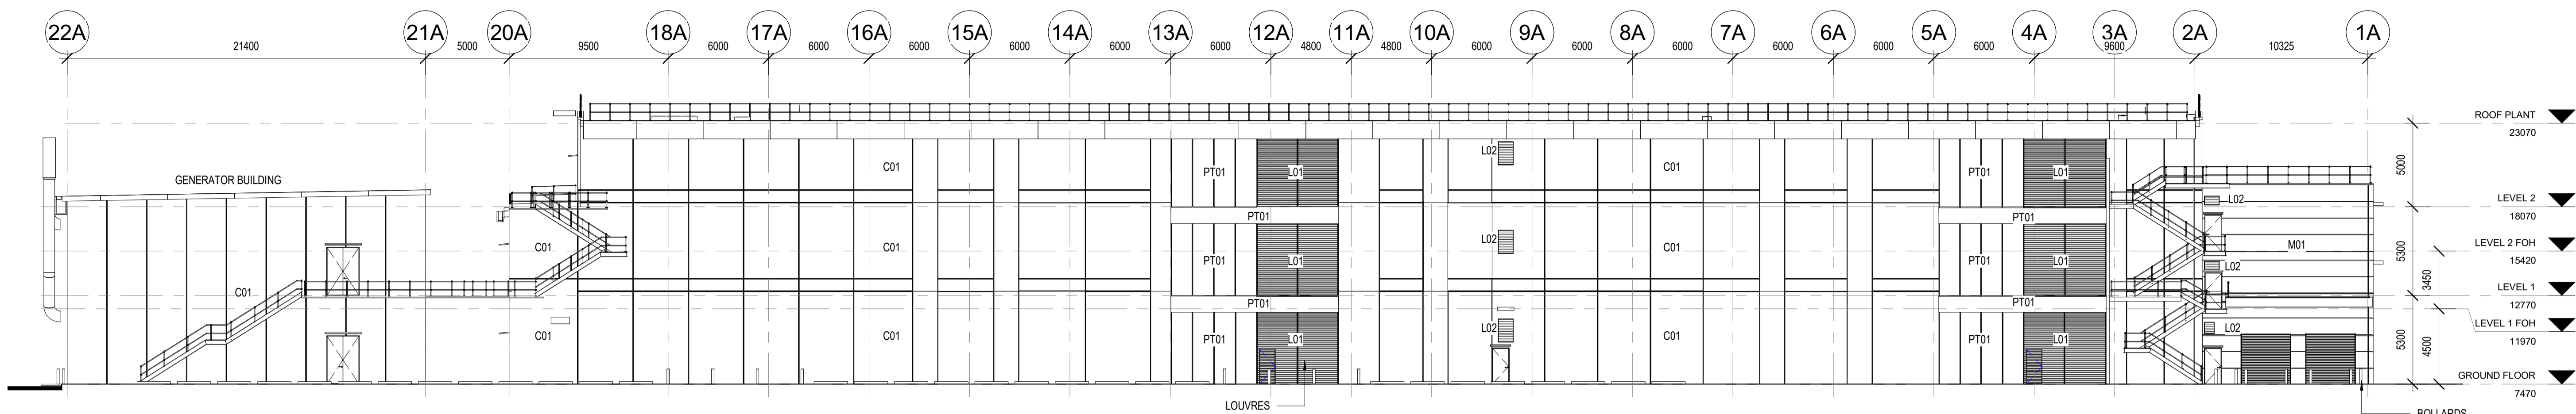 22A 21A 20A 18A 17A 16A 15A 14A 13A 12A 11A 10A 9A 8A 7A 6A 5A 4A 3A 2A 1A
21400 5000 9500 6000 6000 6000 6000 6000 6000 4800 4800 6000 6000 6000 6000 6000 6000 9600 10325
ROOF PLANT
23070
L02
C01 C01
PT01 L01 PT01 L01
5000
GENERATOR BUILDING
LEVEL 2
18070
L02
PT01 PT01
C01 C01 L02 C01
M01
LEVEL 2 FOH
15420
5300
PT01 L01 PT01 L01
L02
3450
C01
LEVEL 1
12770
PT01 PT01
LEVEL 1 FOH
11970
L02 L02
C01 C01 C01
PT01 L01 PT01 L01
5300
4500
GROUND FLOOR
7470
LOUVRES
BOLLARDS